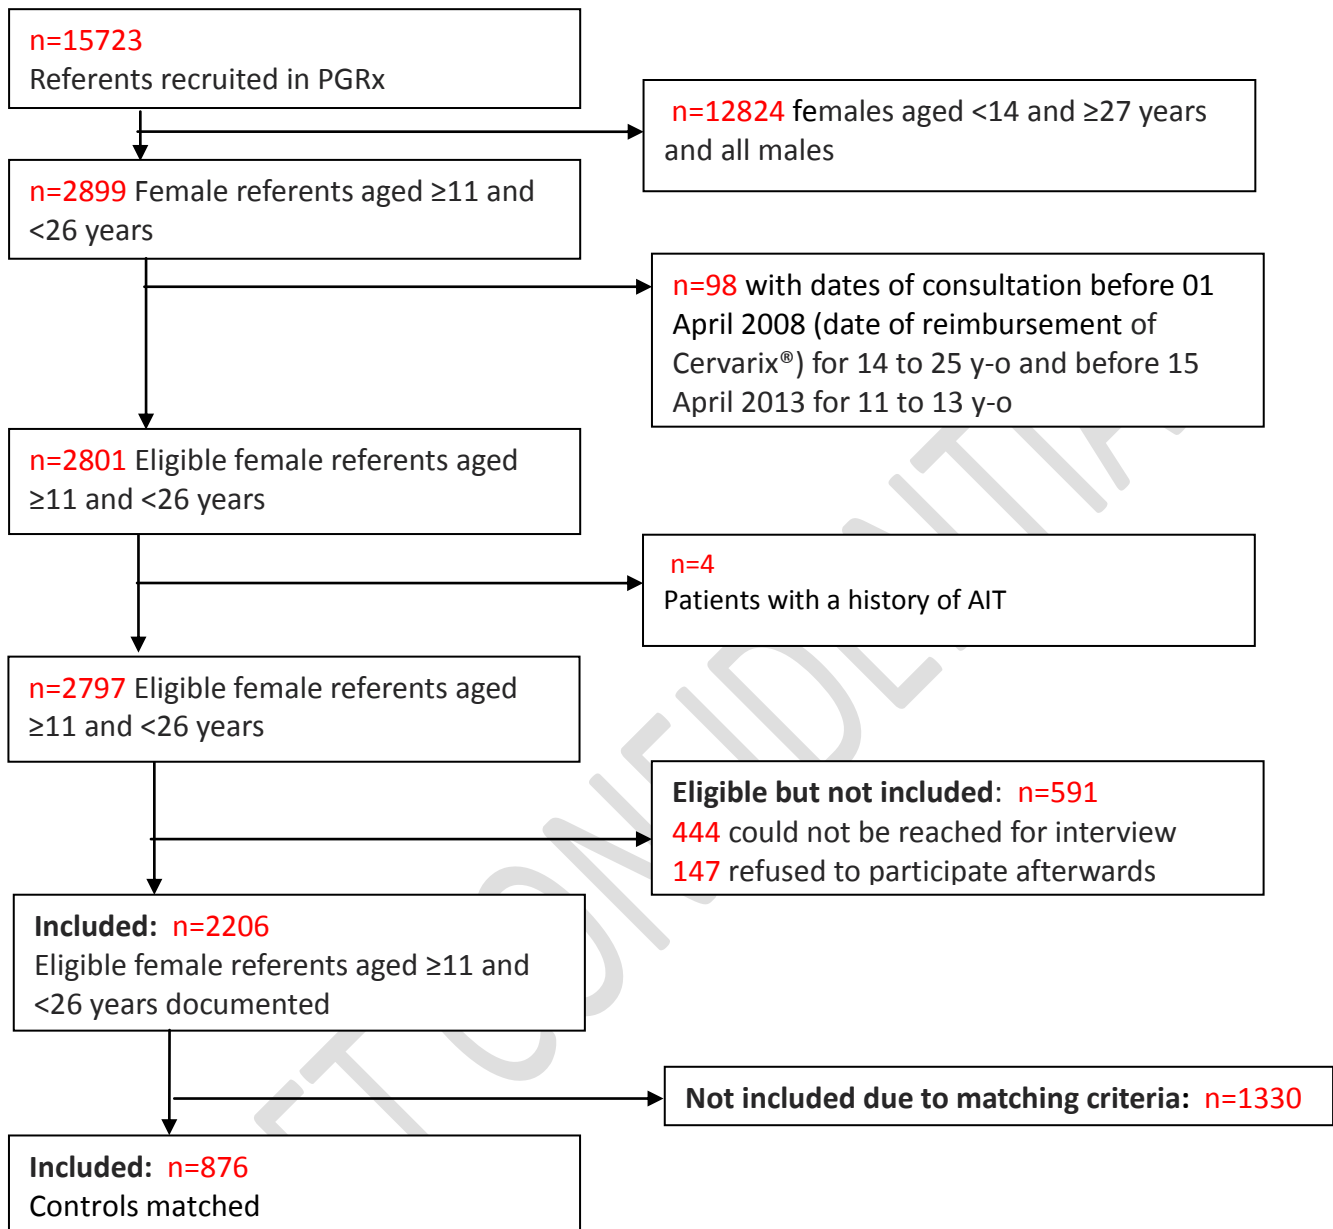 n=15723
Referents recruited in PGRx
n=12824 females aged <14 and ≥27 years
and all males
n=2899 Female referents aged ≥11 and
<26 years
n=98 with dates of consultation before 01
April 2008 (date of reimbursement of
Cervarix®) for 14 to 25 y-o and before 15
April 2013 for 11 to 13 y-o
n=2801 Eligible female referents aged
≥11 and <26 years
n=4
Patients with a history of AIT
n=2797 Eligible female referents aged
≥11 and <26 years
Eligible but not included: n=591
444 could not be reached for interview
147 refused to participate afterwards
Included: n=2206
Eligible female referents aged ≥11 and
<26 years documented
Not included due to matching criteria: n=1330
Included: n=876
Controls matched
ET CONFIDENTIA